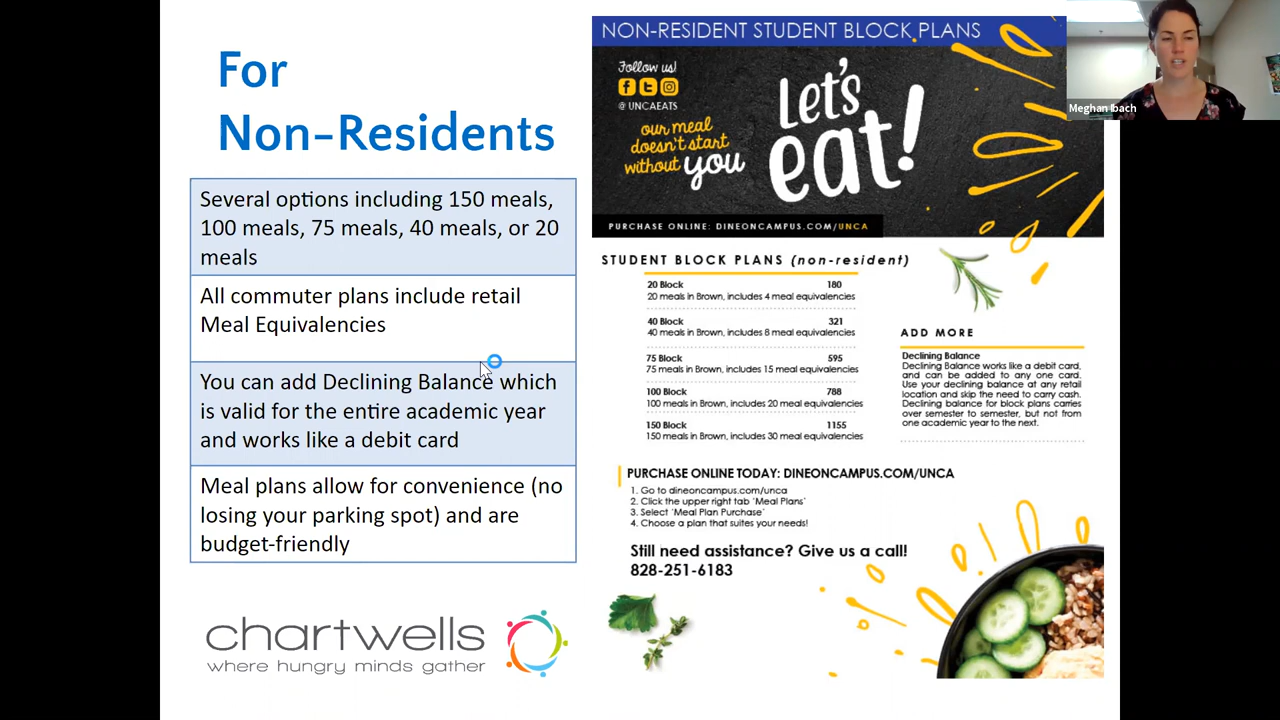 For
Non-Residents
Several options including 150 meals,
100 meals, 75 meals, 40 meals, or 20
meals
All commuter plans include retail
Meal Equivalencies
You can add Declining Balance which
is valid for the entire academic year
and works like a debit card
Meal plans allow for convenience (no
losing your parking spot) and are
budget-friendly
chartwells
where hungry minds gather
NON-RESIDENT STUDENT BLOCK PLANS
Follow us!
@ UNCAEATS
our meal
doesn't start
without you
Let's
eat!
PURCHASE ONLINE: DINEONCAMPUS.COM/UNCA
STUDENT BLOCK PLANS (non-resident)
20 Block 180
20 meals in Brown, includes 4 meal equivalencies
40 Block 321
40 meals in Brown, includes 8 meal equivalencies
75 Block 595
75 meals in Brown, includes 15 meal equivalencies
100 Block 788
100 meals in Brown, includes 20 meal equivalencies
150 Block 1155
150 meals in Brown, includes 30 meal equivalencies
ADD MORE
Declining Balance
Declining Balance works like a debit card,
and can be added to any one card.
Use your declining balance at any retail
location and skip the need to carry cash.
Declining balance for block plans carries
over semester to semester, but not from
one academic year to the next.
PURCHASE ONLINE TODAY: DINEONCAMPUS.COM/UNCA
1. Go to dineoncampus.com/unca
2. Click the upper right tab 'Meal Plans'
3. Select 'Meal Plan Purchase'
4. Choose a plan that suites your needs!
Still need assistance? Give us a call!
828-251-6183
Meghan Ibach